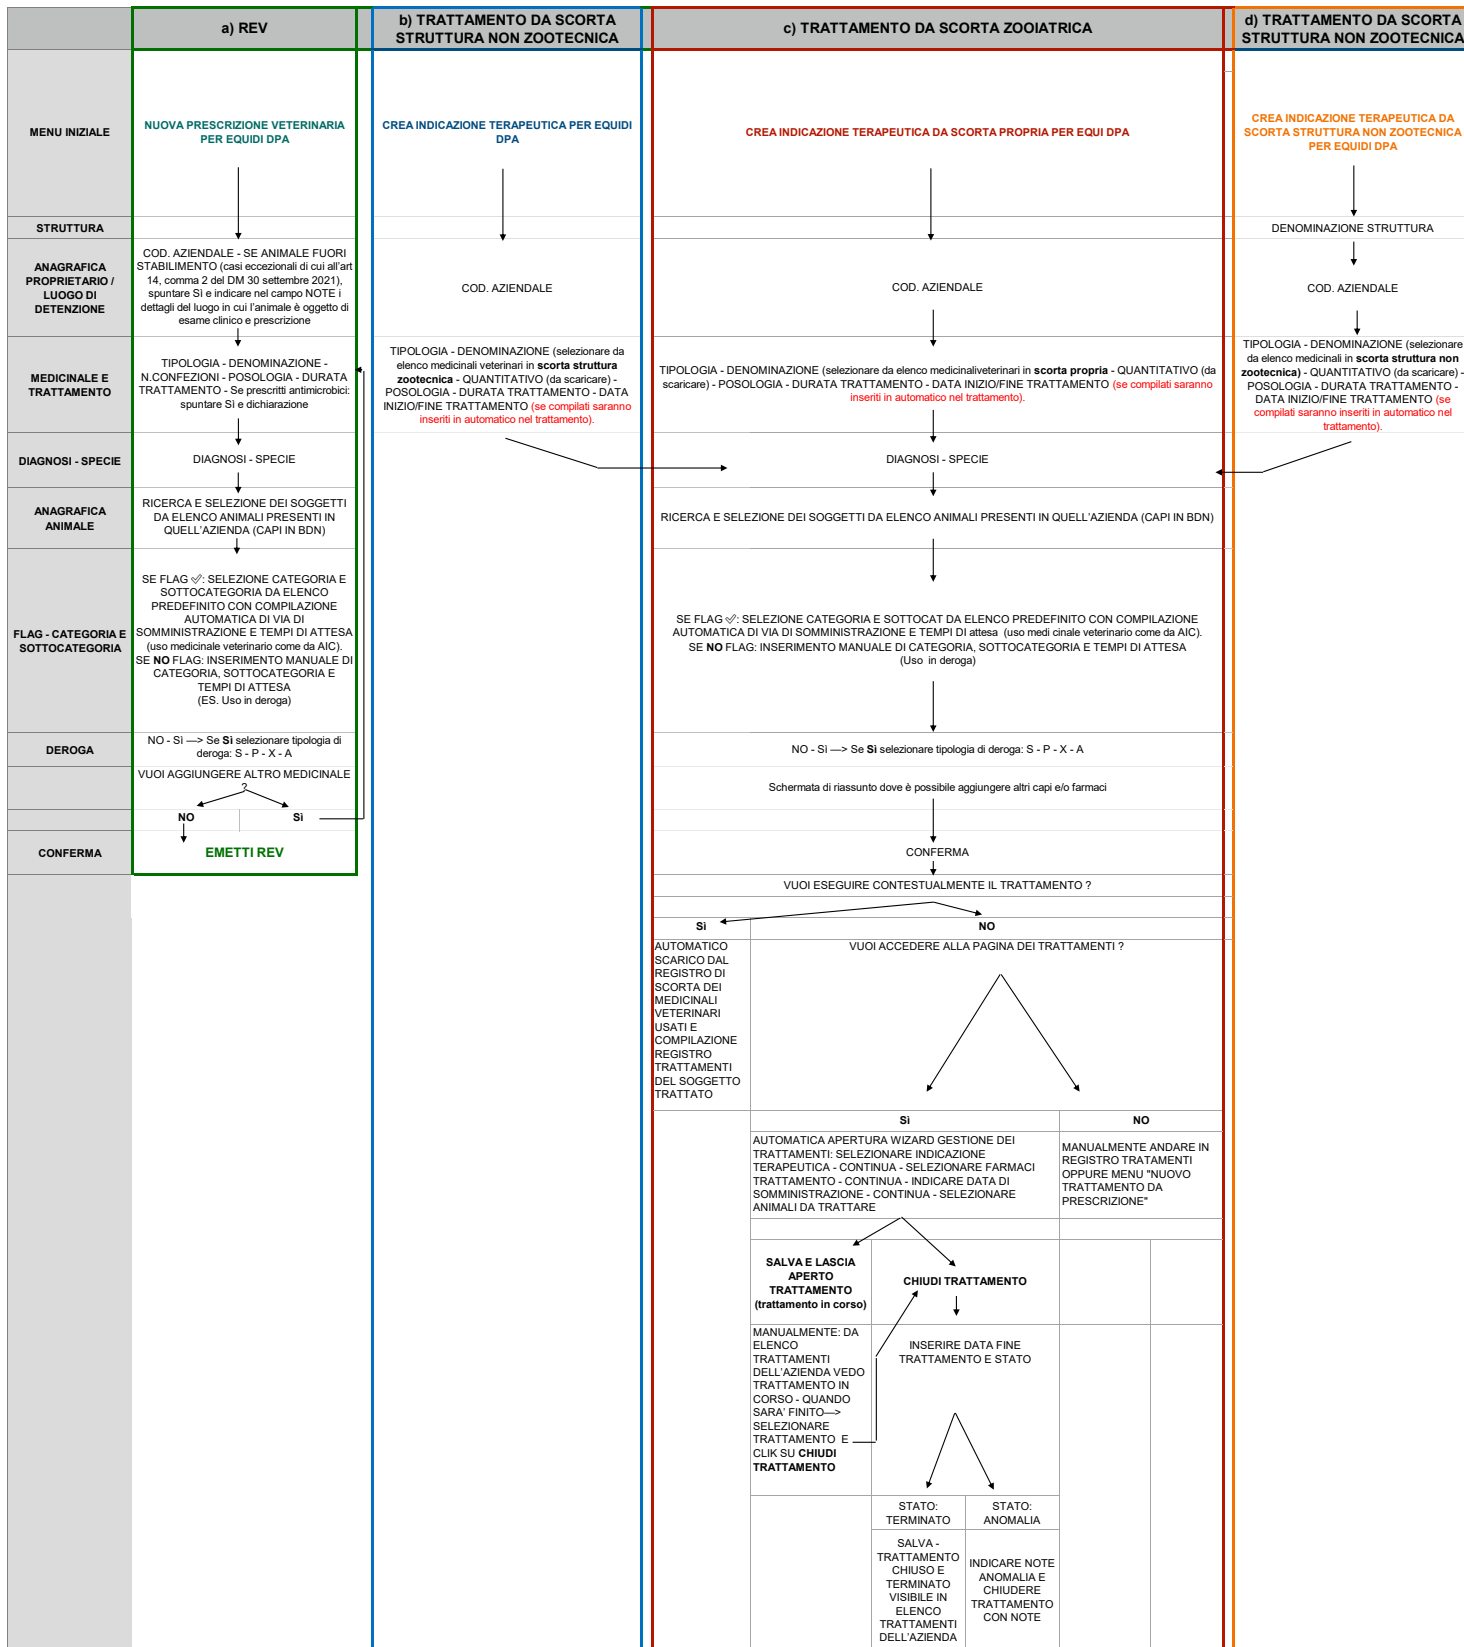 a) REV
b) TRATTAMENTO DA SCORTA
STRUTTURA NON ZOOTECNICA
c) TRATTAMENTO DA SCORTA ZOOIATRICA
d) TRATTAMENTO DA SCORTA
STRUTTURA NON ZOOTECNICA
MENU INIZIALE
NUOVA PRESCRIZIONE VETERINARIA
PER EQUIDI DPA
CREA INDICAZIONE TERAPEUTICA PER EQUIDI
DPA
CREA INDICAZIONE TERAPEUTICA DA SCORTA PROPRIA PER EQUI DPA
CREA INDICAZIONE TERAPEUTICA DA
SCORTA STRUTTURA NON ZOOTECNICA
PER EQUIDI DPA
STRUTTURA
DENOMINAZIONE STRUTTURA
ANAGRAFICA
PROPRIETARIO /
LUOGO DI
DETENZIONE
COD. AZIENDALE - SE ANIMALE FUORI
STABILIMENTO (casi eccezionali di cui all'art
14, comma 2 del DM 30 settembre 2021),
spuntare Sì e indicare nel campo NOTE i
dettagli del luogo in cui l'animale è oggetto di
esame clinico e prescrizione
COD. AZIENDALE
COD. AZIENDALE
COD. AZIENDALE
MEDICINALE E
TRATTAMENTO
TIPOLOGIA - DENOMINAZIONE -
N.CONFEZIONI - POSOLOGIA - DURATA
TRATTAMENTO - Se prescritti antimicrobici:
spuntare Sì e dichiarazione
TIPOLOGIA - DENOMINAZIONE (selezionare da
elenco medicinali veterinari in scorta struttura
zootecnica - QUANTITATIVO (da scaricare) -
POSOLOGIA - DURATA TRATTAMENTO - DATA
INIZIO/FINE TRATTAMENTO (se compilati saranno
inseriti in automatico nel trattamento).
TIPOLOGIA - DENOMINAZIONE (selezionare da elenco medicinaliveterinari in scorta propria - QUANTITATIVO (da
scaricare) - POSOLOGIA - DURATA TRATTAMENTO - DATA INIZIO/FINE TRATTAMENTO (se compilati saranno
inseriti in automatico nel trattamento).
TIPOLOGIA - DENOMINAZIONE (selezionare
da elenco medicinali in scorta struttura non
zootecnica) - QUANTITATIVO (da scaricare) -
POSOLOGIA - DURATA TRATTAMENTO -
DATA INIZIO/FINE TRATTAMENTO (se
compilati saranno inseriti in automatico nel
trattamento).
DIAGNOSI - SPECIE
DIAGNOSI - SPECIE
DIAGNOSI - SPECIE
ANAGRAFICA
ANIMALE
RICERCA E SELEZIONE DEI SOGGETTI
DA ELENCO ANIMALI PRESENTI IN
QUELL'AZIENDA (CAPI IN BDN)
RICERCA E SELEZIONE DEI SOGGETTI DA ELENCO ANIMALI PRESENTI IN QUELL'AZIENDA (CAPI IN BDN)
FLAG - CATEGORIA E
SOTTOCATEGORIA
SE FLAG ✅: SELEZIONE CATEGORIA E
SOTTOCATEGORIA DA ELENCO
PREDEFINITO CON COMPILAZIONE
AUTOMATICA DI VIA DI
SOMMINISTRAZIONE E TEMPI DI ATTESA
(uso medicinale veterinario come da AIC).
SE NO FLAG: INSERIMENTO MANUALE DI
CATEGORIA, SOTTOCATEGORIA E
TEMPI DI ATTESA
(ES. Uso in deroga)
SE FLAG ✅: SELEZIONE CATEGORIA E SOTTOCAT DA ELENCO PREDEFINITO CON COMPILAZIONE
AUTOMATICA DI VIA DI SOMMINISTRAZIONE E TEMPI DI attesa (uso medi cinale veterinario come da AIC).
SE NO FLAG: INSERIMENTO MANUALE DI CATEGORIA, SOTTOCATEGORIA E TEMPI DI ATTESA
(Uso in deroga)
DEROGA
NO - Sì —> Se Sì selezionare tipologia di
deroga: S - P - X - A
NO - Sì —> Se Sì selezionare tipologia di deroga: S - P - X - A
VUOI AGGIUNGERE ALTRO MEDICINALE
?
Schermata di riassunto dove è possibile aggiungere altri capi e/o farmaci
NO
Sì
CONFERMA
EMETTI REV
CONFERMA
VUOI ESEGUIRE CONTESTUALMENTE IL TRATTAMENTO ?
Sì
NO
AUTOMATICO
SCARICO DAL
REGISTRO DI
SCORTA DEI
MEDICINALI
VETERINARI
USATI E
COMPILAZIONE
REGISTRO
TRATTAMENTI
DEL SOGGETTO
TRATTATO
VUOI ACCEDERE ALLA PAGINA DEI TRATTAMENTI ?
Sì
NO
AUTOMATICA APERTURA WIZARD GESTIONE DEI
TRATTAMENTI: SELEZIONARE INDICAZIONE
TERAPEUTICA - CONTINUA - SELEZIONARE FARMACI
TRATTAMENTO - CONTINUA - INDICARE DATA DI
SOMMINISTRAZIONE - CONTINUA - SELEZIONARE
ANIMALI DA TRATTARE
MANUALMENTE ANDARE IN
REGISTRO TRATAMENTI
OPPURE MENU "NUOVO
TRATTAMENTO DA
PRESCRIZIONE"
SALVA E LASCIA
APERTO
TRATTAMENTO
(trattamento in corso)
CHIUDI TRATTAMENTO
MANUALMENTE: DA
ELENCO
TRATTAMENTI
DELL'AZIENDA VEDO
TRATTAMENTO IN
CORSO - QUANDO
SARA' FINITO—>
SELEZIONARE
TRATTAMENTO E
CLIK SU CHIUDI
TRATTAMENTO
INSERIRE DATA FINE
TRATTAMENTO E STATO
STATO:
TERMINATO
STATO:
ANOMALIA
SALVA -
TRATTAMENTO
CHIUSO E
TERMINATO
VISIBILE IN
ELENCO
TRATTAMENTI
DELL'AZIENDA
INDICARE NOTE
ANOMALIA E
CHIUDERE
TRATTAMENTO
CON NOTE